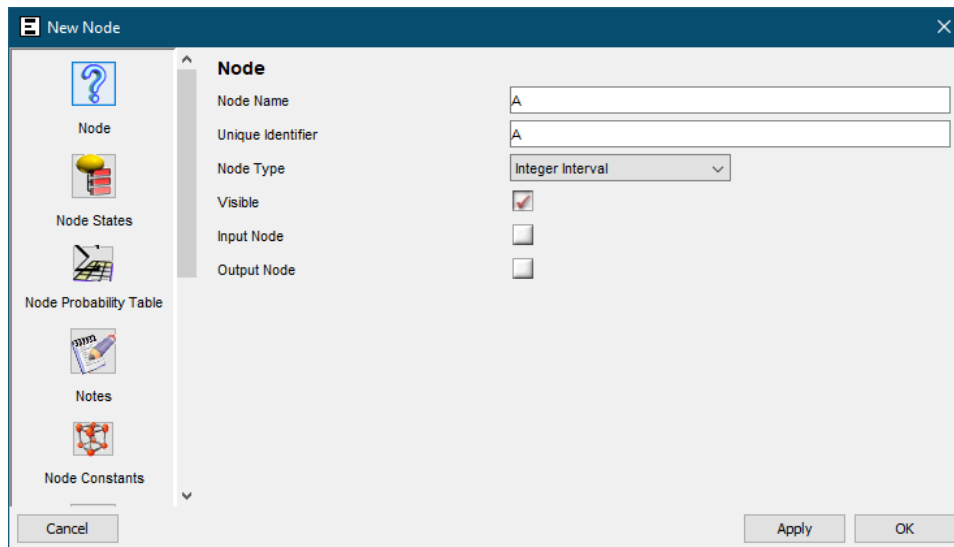 New Node
Node
Node States
Node Probability Table
Notes
Node Constants
Node
Node Name A
Unique Identifier A
Node Type Integer Interval
Visible
Input Node
Output Node
Cancel Apply OK